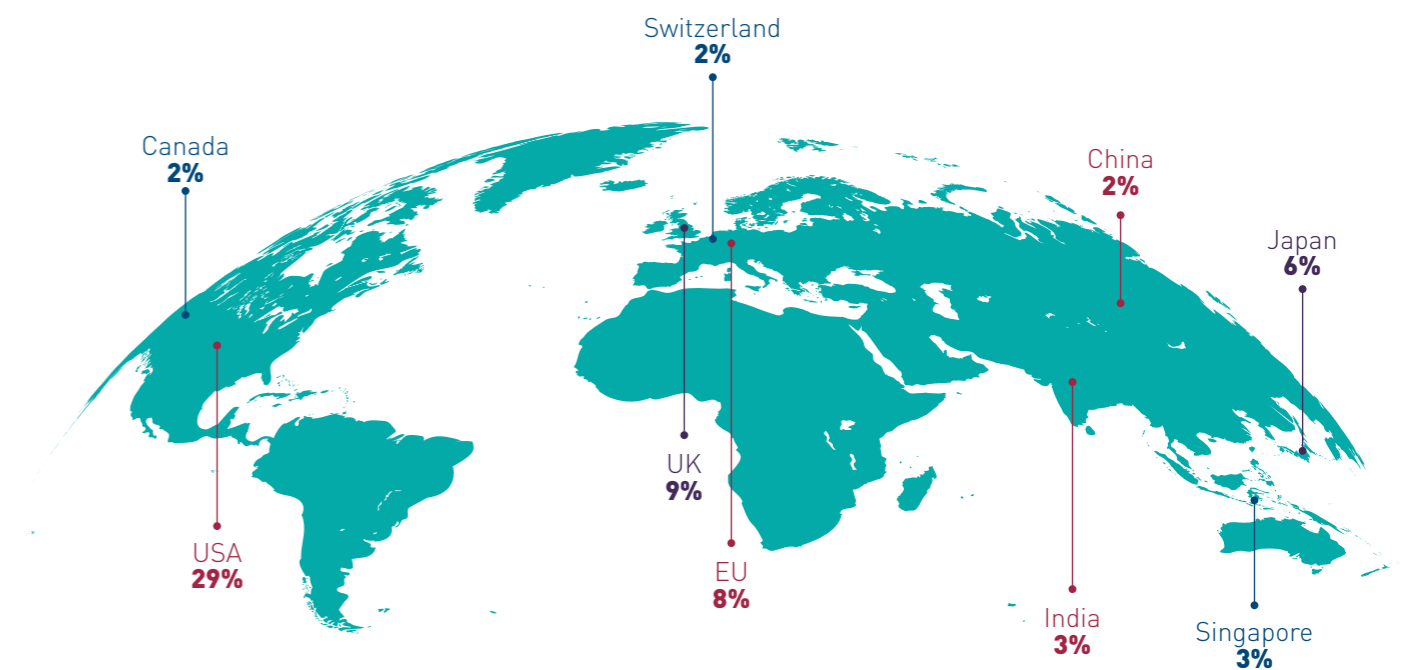 Switzerland
2%
Canada
2%
China
2%
Japan
6%
UK
9%
USA
29%
EU
8%
India
3%
Singapore
3%